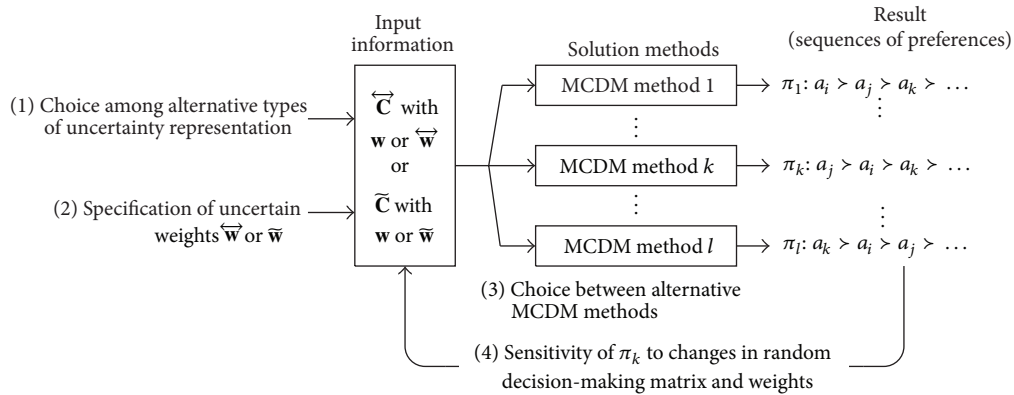 Input
information
Solution methods
Result
(sequences of preferences)
(1) Choice among alternative types
of uncertainty representation
(2) Specification of uncertain
weights w⃡ or w̃
C⃡ with
w or w⃡
or
C̃ with
w or w̃
MCDM method 1
⋮
MCDM method k
⋮
MCDM method l
π₁: aᵢ ≻ aⱼ ≻ aₖ ≻ …
⋮
πₖ: aⱼ ≻ aᵢ ≻ aₖ ≻ …
⋮
πₗ: aₖ ≻ aᵢ ≻ aⱼ ≻ …
(3) Choice between alternative
MCDM methods
(4) Sensitivity of πₖ to changes in random
decision-making matrix and weights